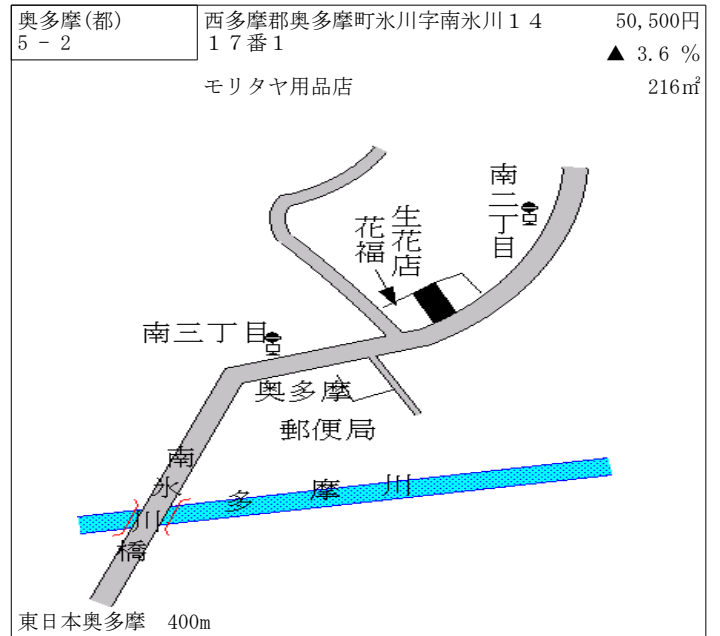 奥多摩(都)
5 - 2
西多摩郡奥多摩町氷川字南氷川１４
１７番１
50,500円
▲ 3.6 %
モリタヤ用品店
216㎡
南二丁目
生花店
花福
南三丁目
奥多摩
郵便局
南氷川橋
多摩川
東日本奥多摩 400m